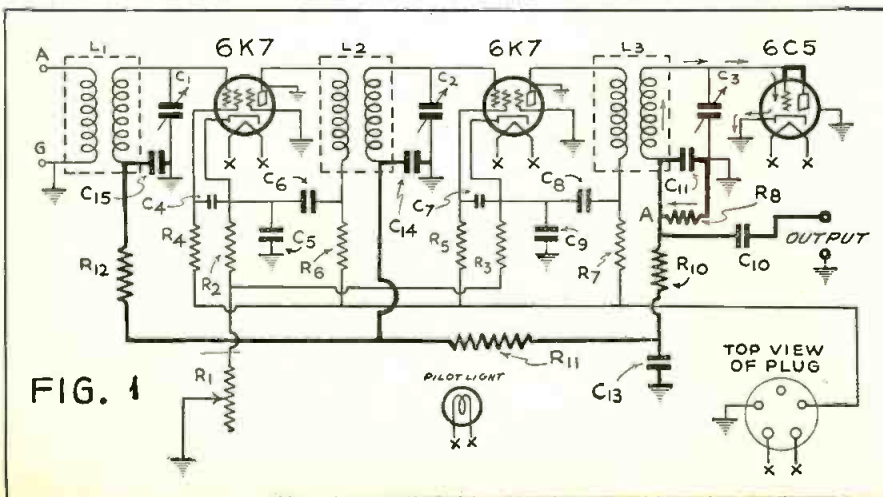 L1
6K7
L2
6K7
L3
6C5
A
C1
C2
C3
G
C15
C4
C6
C14
C7
C8
C11
A
R8
C5
C9
C10
OUTPUT
R12
R4
R2
R6
R5
R3
R7
R10
R11
R1
C13
PILOT LIGHT
TOP VIEW
OF PLUG
FIG. 1
X X
X X
X X
X X
X X